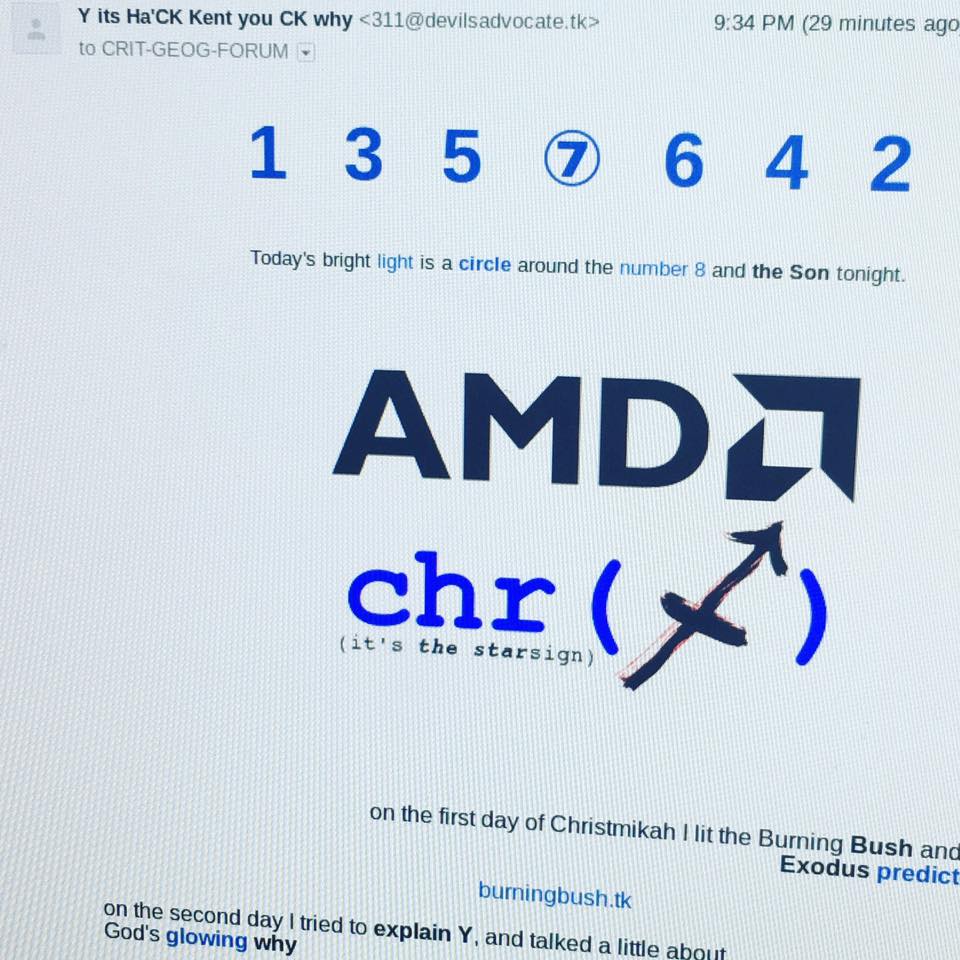 Y its Ha'CK Kent you CK why <311@devilsadvocate.tk> 9:34 PM (29 minutes ago
to CRIT-GEOG-FORUM
1 3 5 ⑦ 6 4 2
Today's bright light is a circle around the number 8 and the Son tonight.
AMD
chr(♐)
(it's the starsign)
on the first day of Christmikah I lit the Burning Bush and
Exodus predict
burningbush.tk
on the second day I tried to explain Y, and talked a little about
God's glowing why